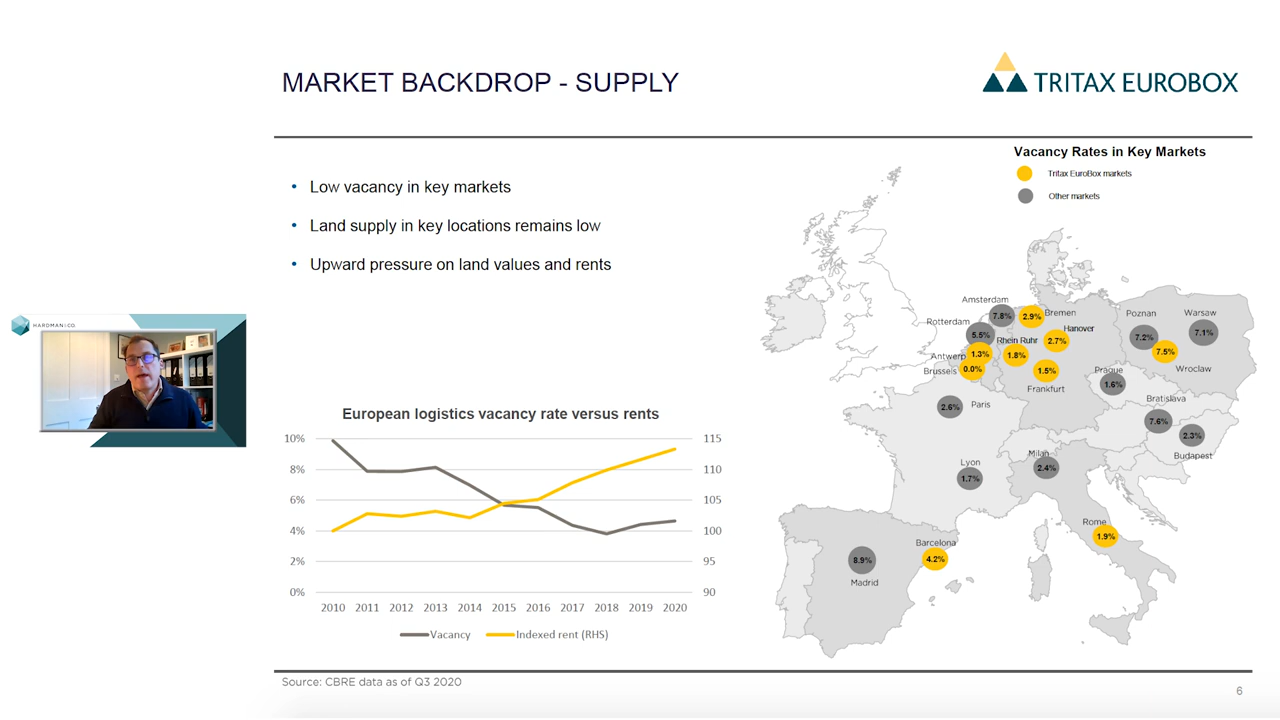 MARKET BACKDROP - SUPPLY
TRITAX EUROBOX
• Low vacancy in key markets
• Land supply in key locations remains low
• Upward pressure on land values and rents
HARDMAN&CO.
European logistics vacancy rate versus rents
10% 115
8% 110
6% 105
4% 100
2% 95
0% 90
2010 2011 2012 2013 2014 2015 2016 2017 2018 2019 2020
Vacancy Indexed rent (RHS)
Vacancy Rates in Key Markets
Tritax EuroBox markets
Other markets
Amsterdam
7.8%
2.9%
Bremen
Rotterdam
5.5%
Hanover
2.7%
Rhein Ruhr
1.8%
Antwerp
1.3%
Brussels
0.0%
1.5%
Frankfurt
Poznan
7.2%
Warsaw
7.1%
7.5%
Wroclaw
Prague
1.6%
Bratislava
7.6%
2.3%
Budapest
2.6%
Paris
Lyon
1.7%
Milan
2.4%
Rome
1.9%
Barcelona
4.2%
8.9%
Madrid
Source: CBRE data as of Q3 2020
6